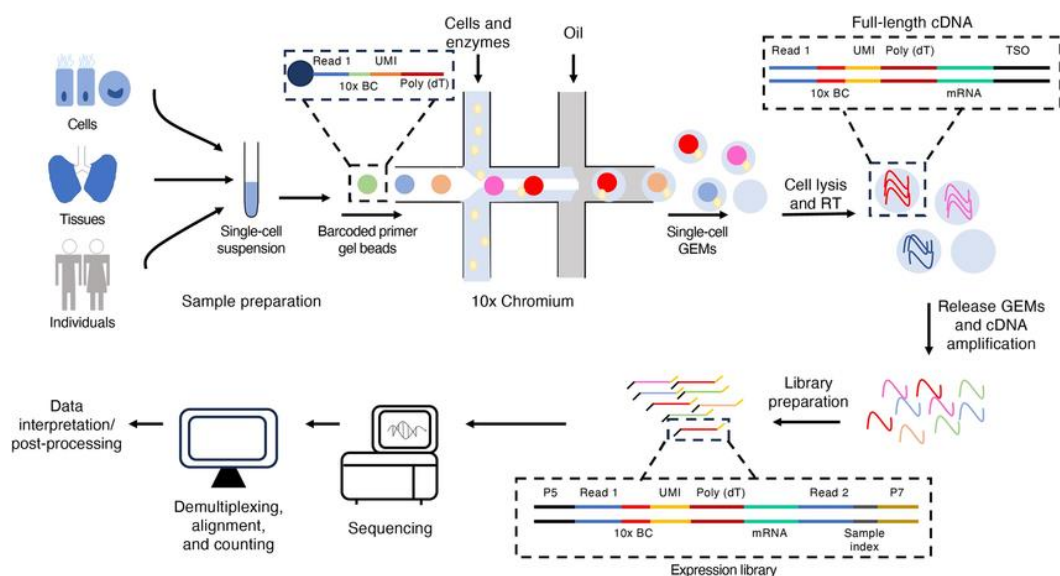 Cells
Tissues
Individuals
Single-cell
suspension
Sample preparation
Read 1
UMI
10x BC
Poly (dT)
Barcoded primer
gel beads
Cells and
enzymes
Oil
10x Chromium
Single-cell
GEMs
Cell lysis
and RT
Full-length cDNA
Read 1
UMI
Poly (dT)
TSO
10x BC
mRNA
Release GEMs
and cDNA
amplification
Library
preparation
P5
Read 1
UMI
Poly (dT)
Read 2
P7
10x BC
mRNA
Sample
index
Expression library
Sequencing
Demultiplexing,
alignment,
and counting
Data
interpretation/
post-processing